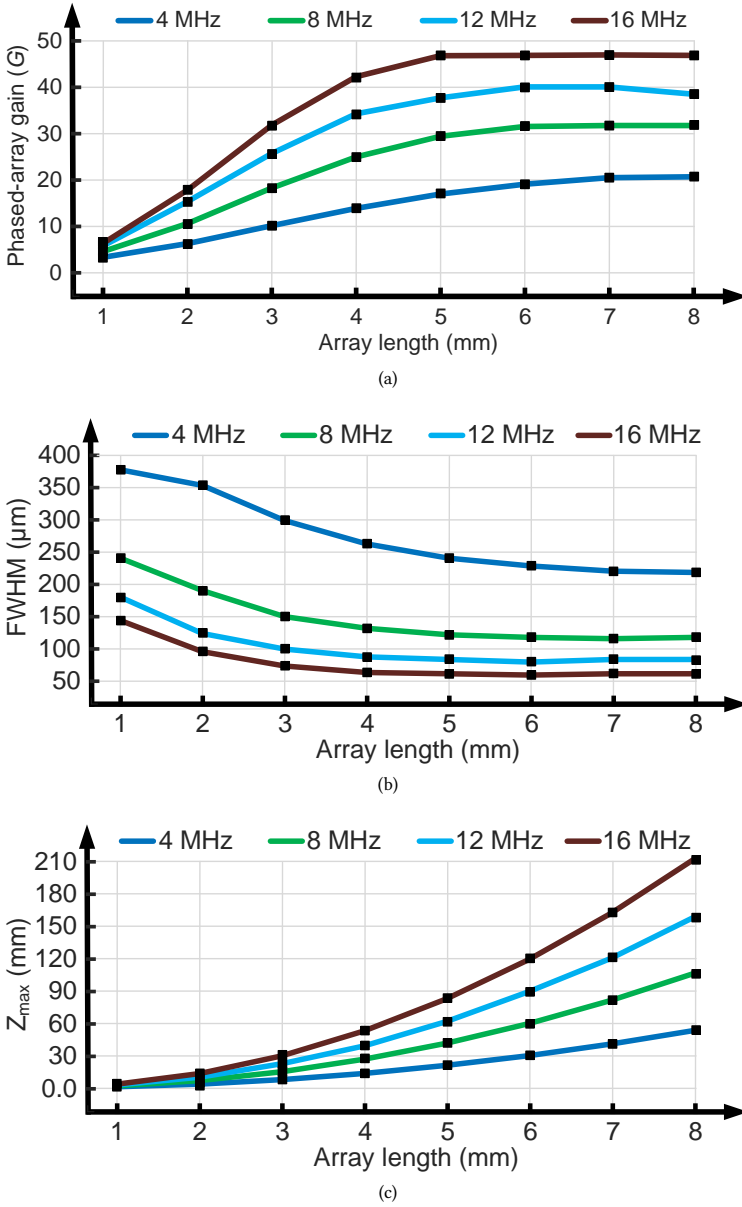 4 MHz 8 MHz 12 MHz 16 MHz
50
40
30
20
10
0
Phased-array gain (G)
1 2 3 4 5 6 7 8
Array length (mm)
(a)
4 MHz 8 MHz 12 MHz 16 MHz
400
350
300
250
200
150
100
50
FWHM (µm)
1 2 3 4 5 6 7 8
Array length (mm)
(b)
4 MHz 8 MHz 12 MHz 16 MHz
210
180
150
120
90
60
30
0.0
Zmax (mm)
1 2 3 4 5 6 7 8
Array length (mm)
(c)